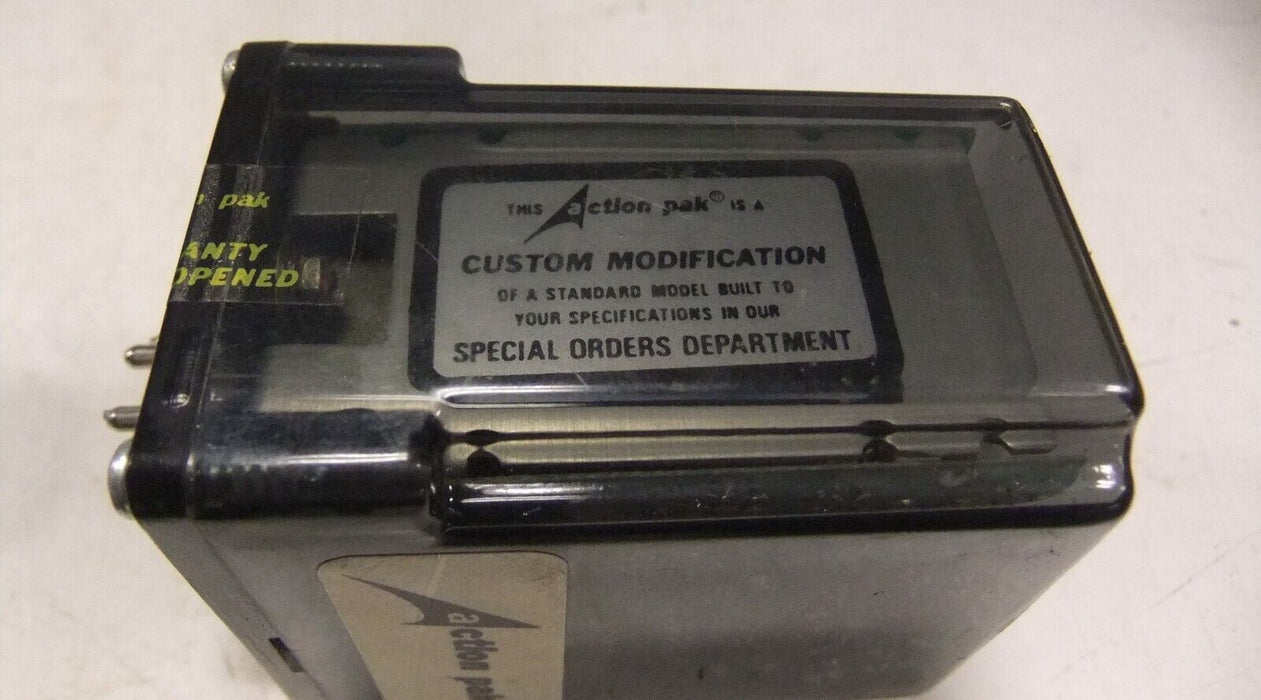 THIS action pak® IS A
CUSTOM MODIFICATION
OF A STANDARD MODEL BUILT TO
YOUR SPECIFICATIONS IN OUR
SPECIAL ORDERS DEPARTMENT
pak
ANTY
OPENED
action pak